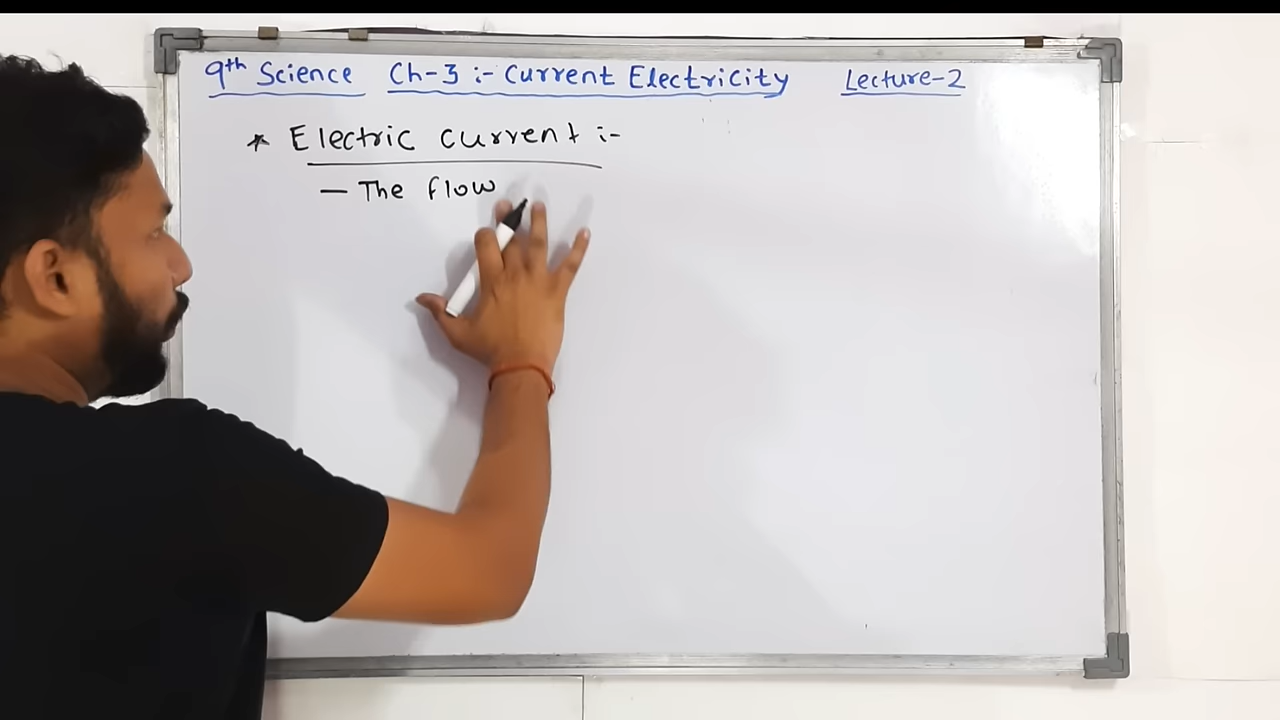 9th Science Ch-3 :- Current Electricity Lecture-2
* Electric current :-
— The flow